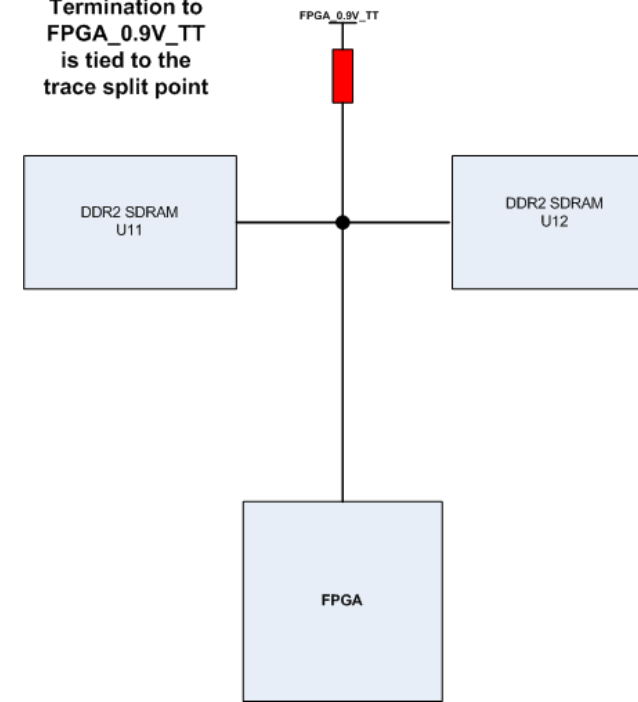 Termination to
FPGA_0.9V_TT
is tied to the
trace split point
FPGA_0.9V_TT
DDR2 SDRAM
U11
DDR2 SDRAM
U12
FPGA